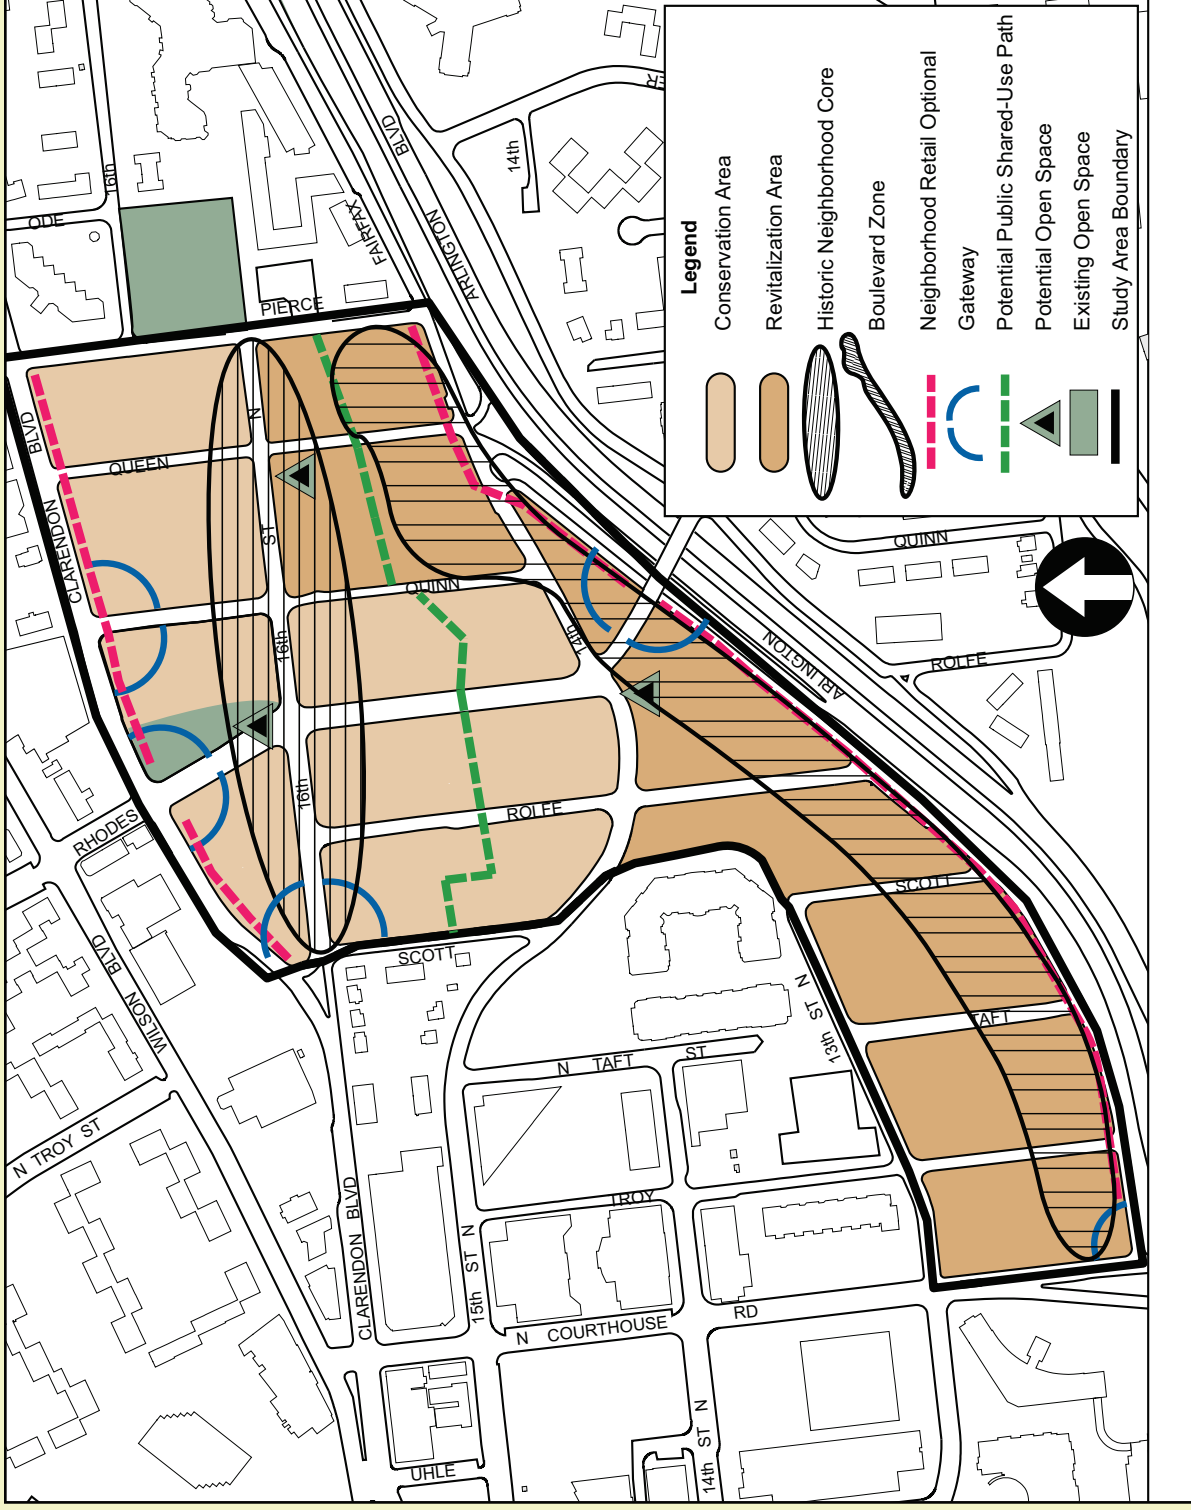 Legend
Conservation Area
Revitalization Area
Historic Neighborhood Core
Boulevard Zone
Neighborhood Retail Optional
Gateway
Potential Public Shared-Use Path
Potential Open Space
Existing Open Space
Study Area Boundary
16th
ODE
PIERCE
FAIRFAX
BLVD
ARLINGTON
14th
ER
BLVD
CLARENDON
QUEEN
N
ST
16th
16th
QUINN
14th
ROLFE
RHODES
SCOTT
SCOTT
TAFT
13th ST N
ARLINGTON
QUINN
ROLFE
WILSON
BLVD
N TROY ST
CLARENDON BLVD
15th ST N
N TAFT ST
TROY
N COURTHOUSE RD
14th ST N
UHLE